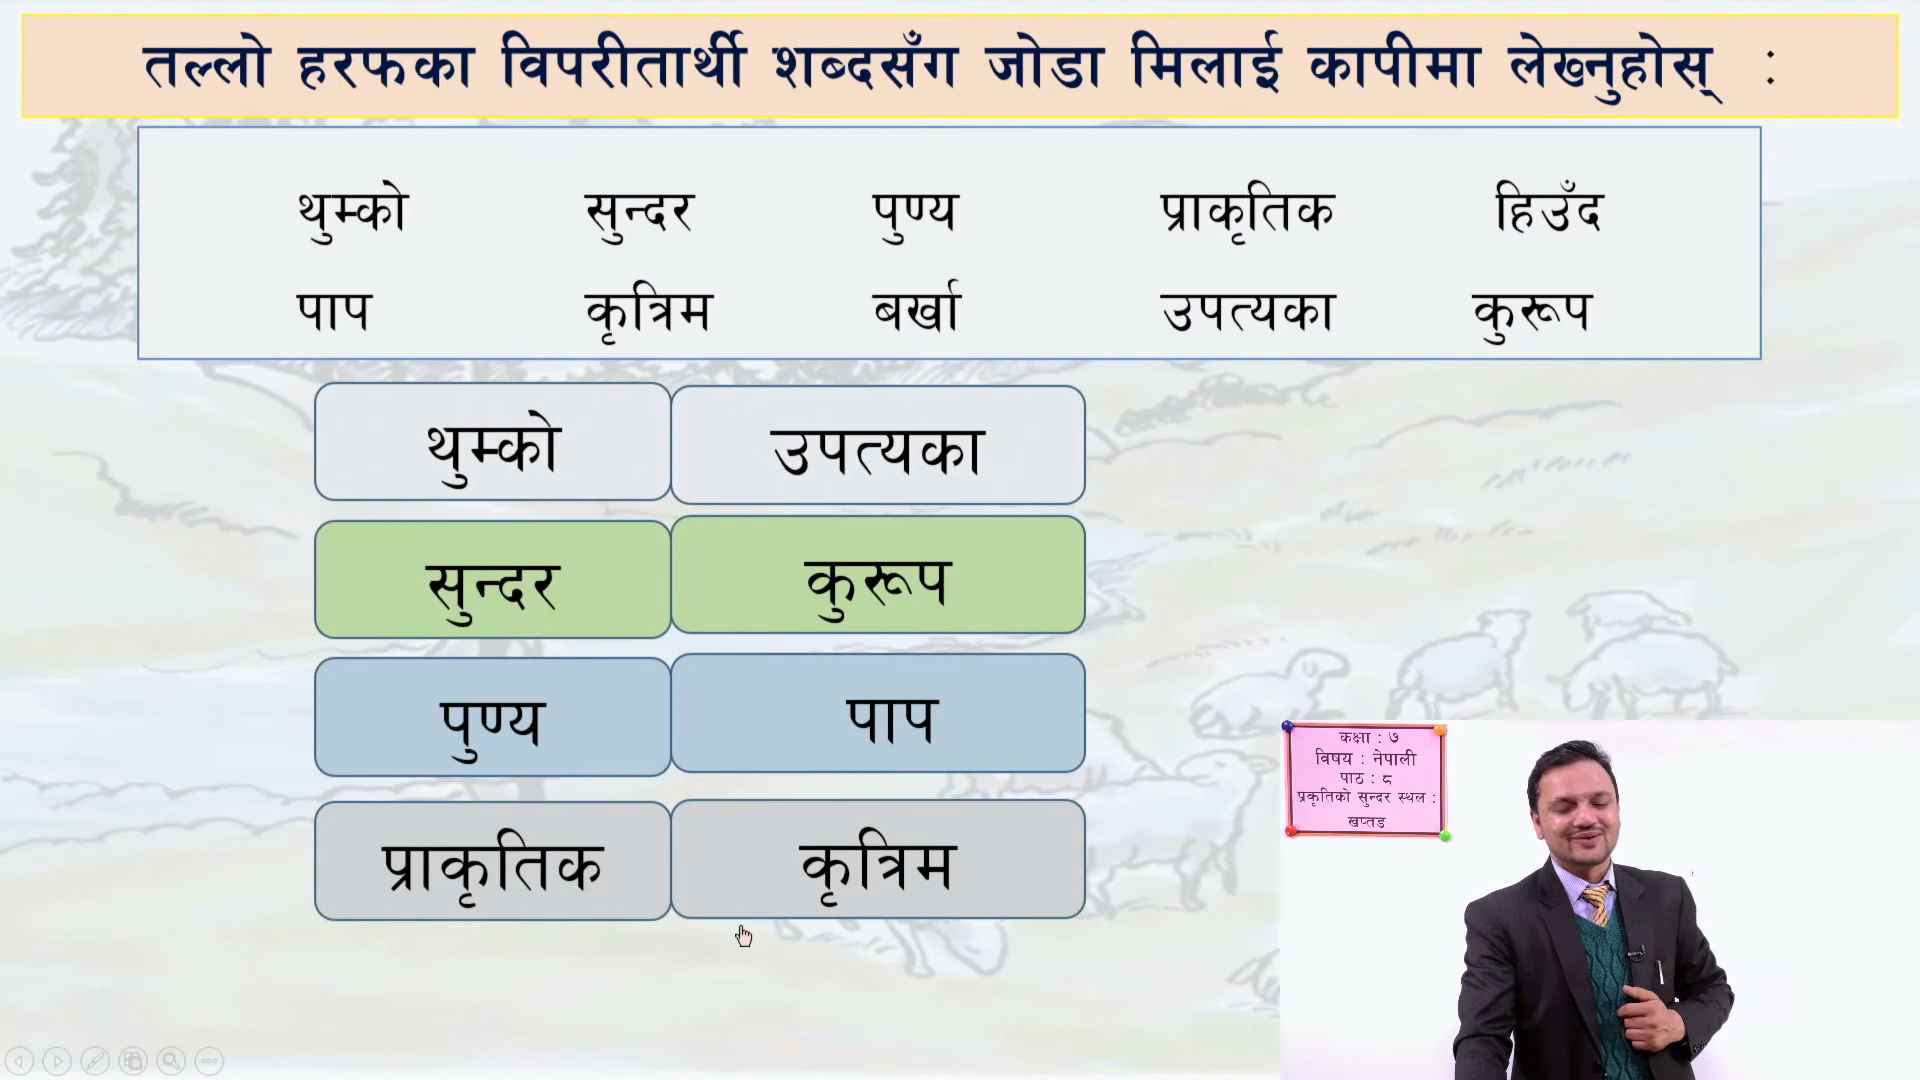 तल्लो हरफका विपरीतार्थी शब्दसँग जोडा मिलाई कापीमा लेख्नुहोस् :
थुम्को सुन्दर पुण्य प्राकृतिक हिउँद
पाप कृत्रिम बर्खा उपत्यका कुरूप
थुम्को उपत्यका
सुन्दर कुरूप
पुण्य पाप
प्राकृतिक कृत्रिम
कक्षा : ७
विषय : नेपाली
पाठ : ८
प्रकृतिको सुन्दर स्थल :
खप्तड